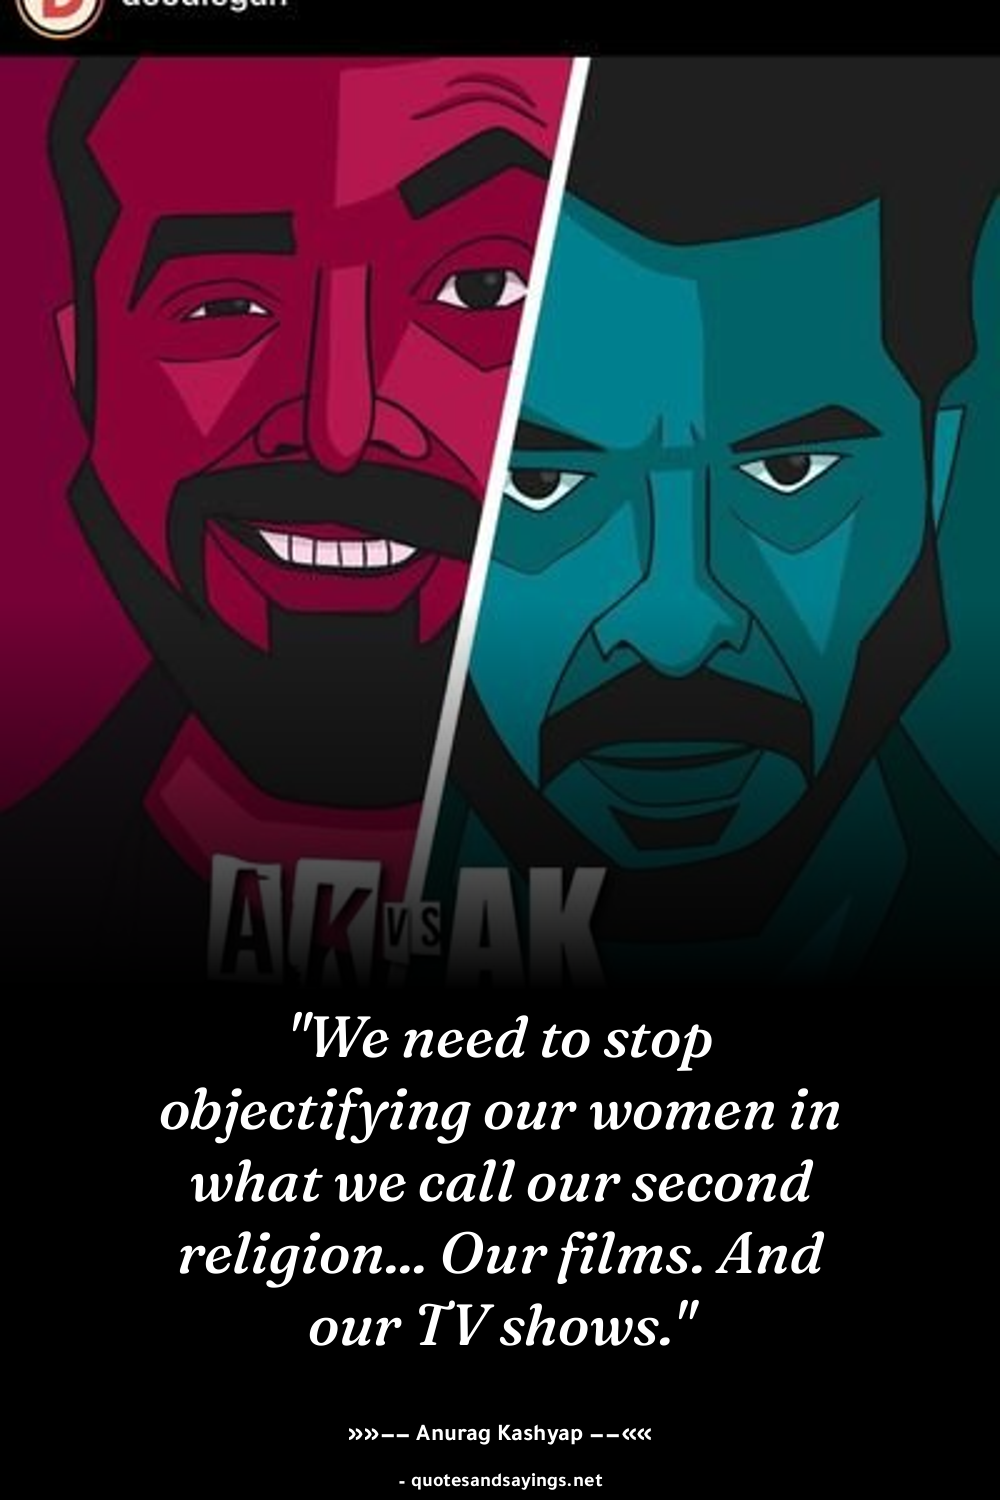 AK VS AK
"We need to stop
objectifying our women in
what we call our second
religion... Our films. And
our TV shows."
»»–– Anurag Kashyap ––««
- quotesandsayings.net